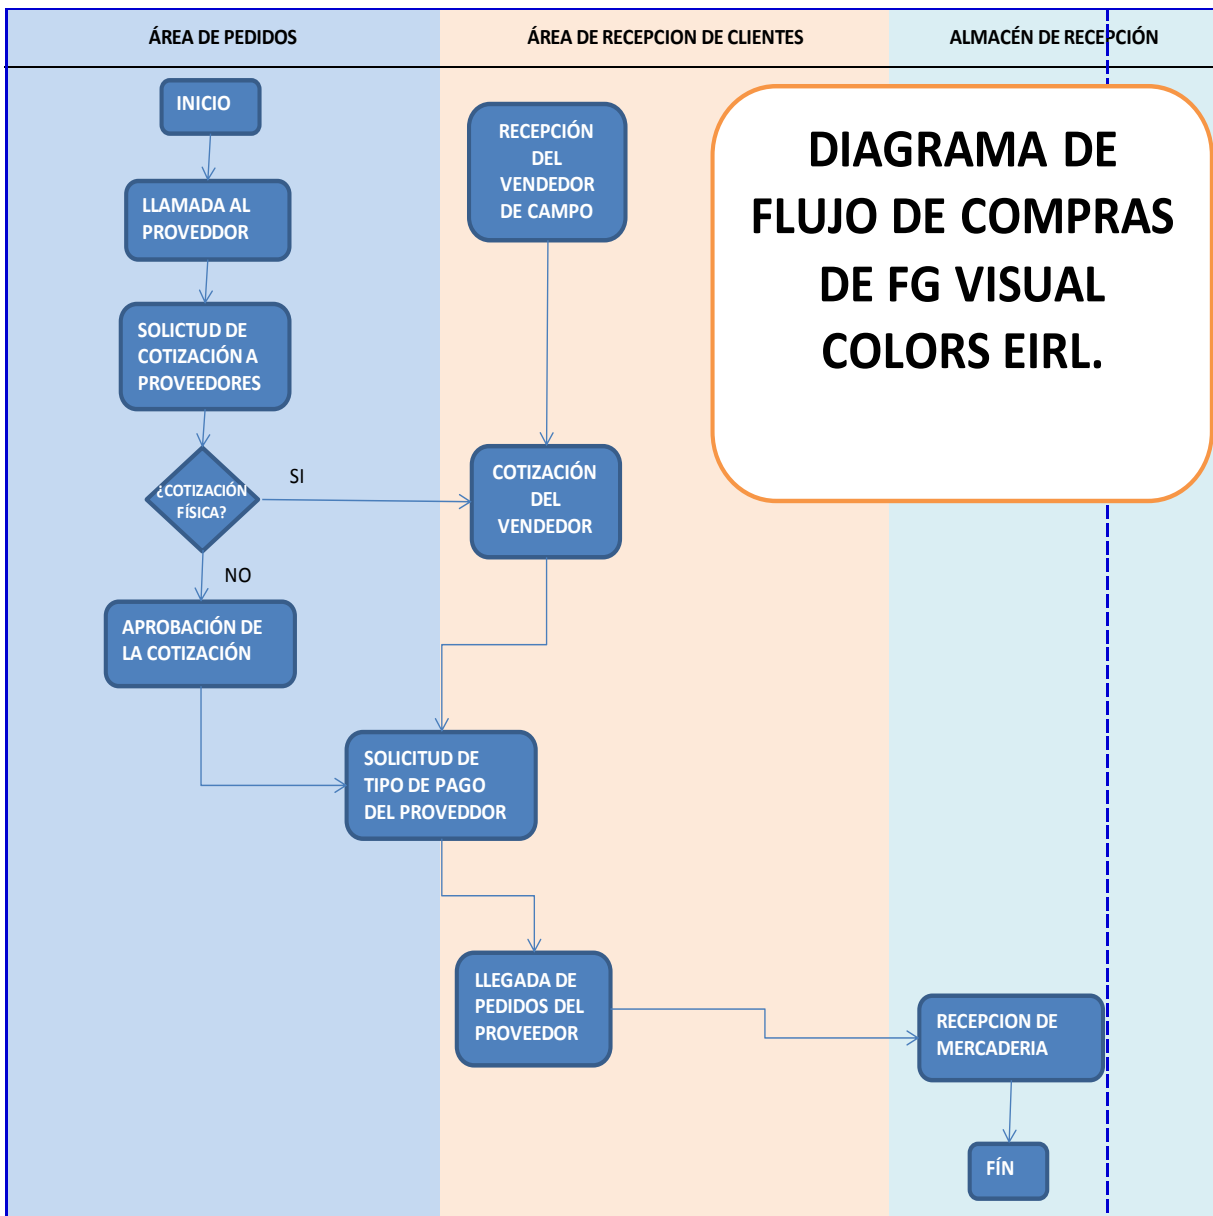 ÁREA DE PEDIDOS
ÁREA DE RECEPCION DE CLIENTES
ALMACÉN DE RECEPCIÓN
DIAGRAMA DE
FLUJO DE COMPRAS
DE FG VISUAL
COLORS EIRL.
INICIO
LLAMADA AL
PROVEDDOR
SOLICTUD DE
COTIZACIÓN A
PROVEEDORES
¿COTIZACIÓN
FÍSICA?
SI
NO
APROBACIÓN DE
LA COTIZACIÓN
RECEPCIÓN
DEL
VENDEDOR
DE CAMPO
COTIZACIÓN
DEL
VENDEDOR
SOLICITUD DE
TIPO DE PAGO
DEL PROVEDDOR
LLEGADA DE
PEDIDOS DEL
PROVEEDOR
RECEPCION DE
MERCADERIA
FÍN